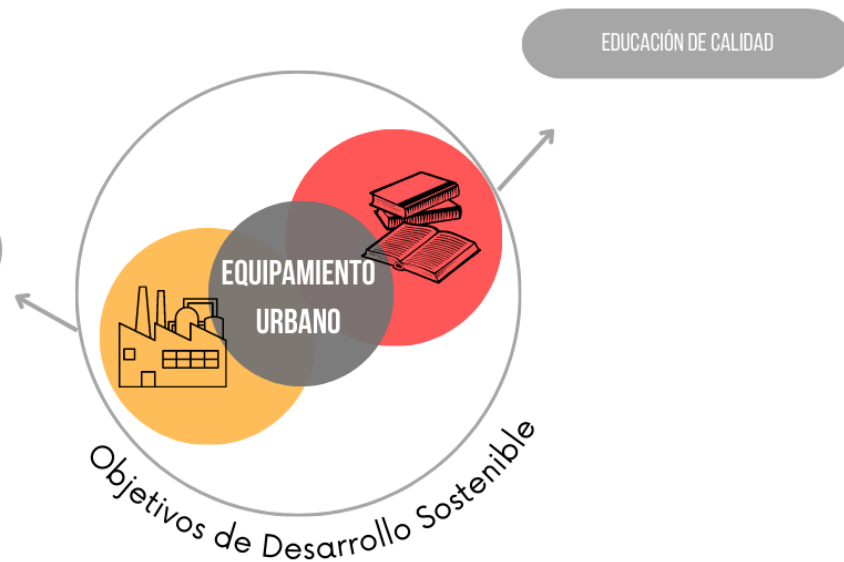 EDUCACIÓN DE CALIDAD
EQUIPAMIENTO
URBANO
Objetivos de Desarrollo Sostenible